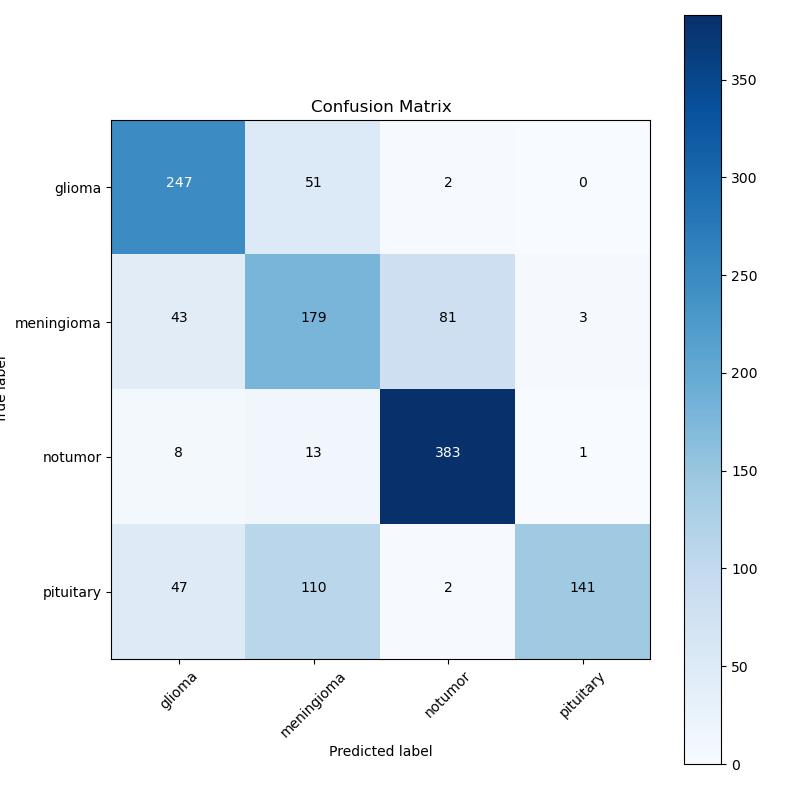 Confusion Matrix
glioma 247 51 2 0
meningioma 43 179 81 3
notumor 8 13 383 1
pituitary 47 110 2 141
glioma meningioma notumor pituitary
Predicted label
label
350
300
250
200
150
100
50
0